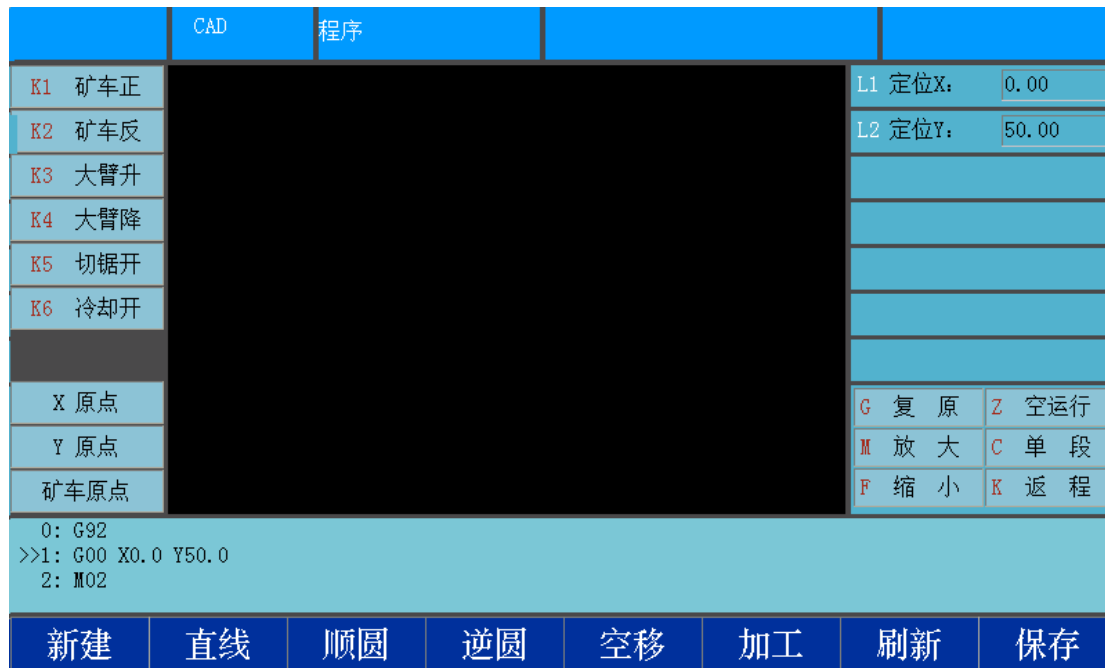 CAD 程序
K1 矿车正
K2 矿车反
K3 大臂升
K4 大臂降
K5 切锯开
K6 冷却开
X 原点
Y 原点
矿车原点
L1 定位X: 0.00
L2 定位Y: 50.00
G 复 原 Z 空运行
M 放 大 C 单 段
F 缩 小 K 返 程
0: G92
>>1: G00 X0.0 Y50.0
2: M02
新建 直线 顺圆 逆圆 空移 加工 刷新 保存